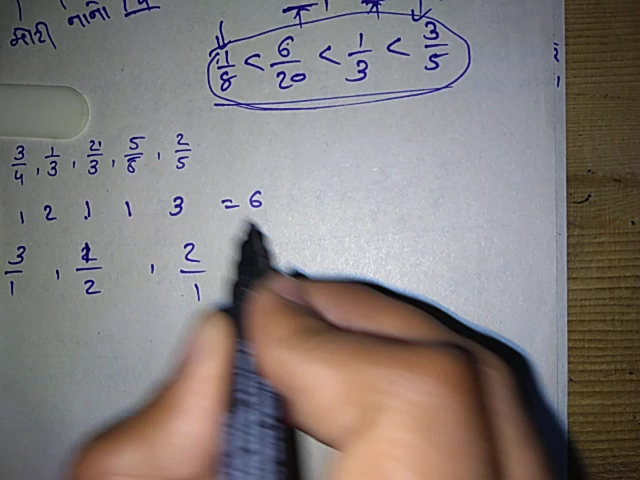 मोटी नानी
1/8 < 6/20 < 1/3 < 3/5
3/4, 1/3, 2/3, 5/8, 2/5
1 2 1 1 3 = 6
3/1, 1/2, 2/1